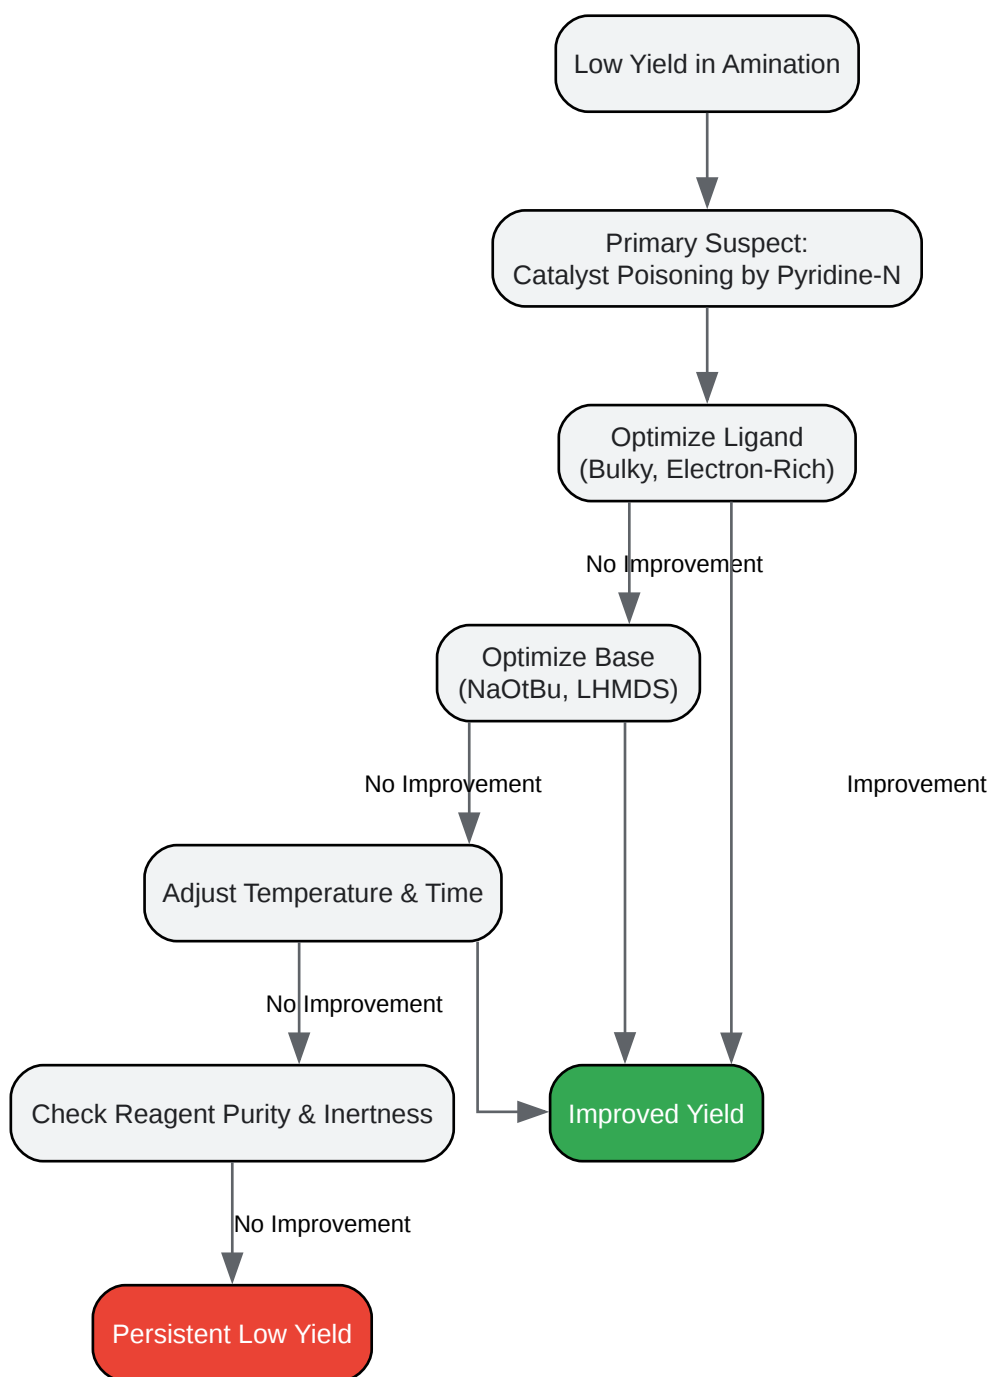 Low Yield in Amination
Primary Suspect:
Catalyst Poisoning by Pyridine-N
Optimize Ligand
(Bulky, Electron-Rich)
No Improvement
Optimize Base
(NaOtBu, LHMDS)
No Improvement
Improvement
Adjust Temperature & Time
No Improvement
Check Reagent Purity & Inertness
Improved Yield
No Improvement
Persistent Low Yield